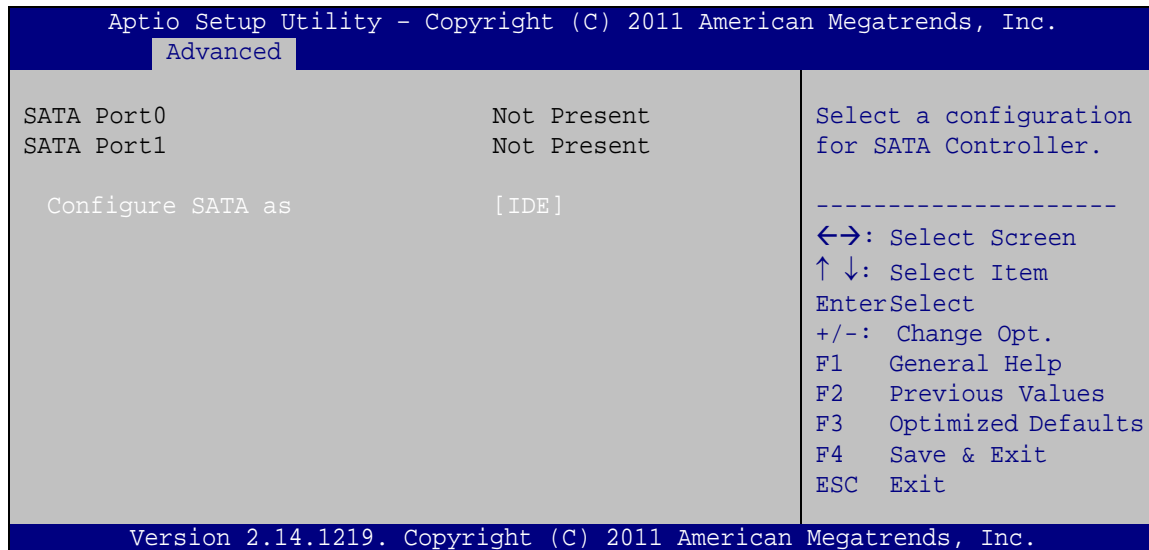 Aptio Setup Utility – Copyright (C) 2011 American Megatrends, Inc.
Advanced
SATA Port0 Not Present
SATA Port1 Not Present
Configure SATA as [IDE]
Select a configuration
for SATA Controller.
---------------------
←→: Select Screen
↑ ↓: Select Item
EnterSelect
+/-: Change Opt.
F1 General Help
F2 Previous Values
F3 Optimized Defaults
F4 Save & Exit
ESC Exit
Version 2.14.1219. Copyright (C) 2011 American Megatrends, Inc.